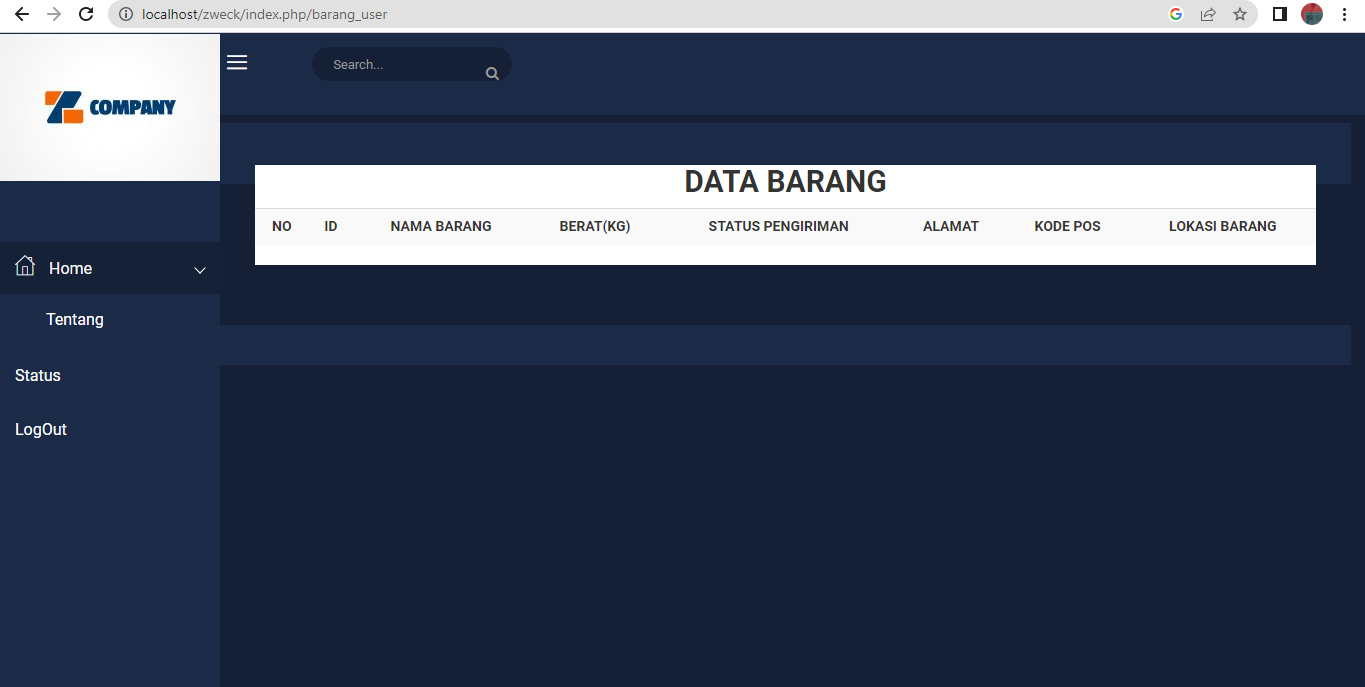 localhost/zweck/index.php/barang_user
COMPANY
Search...
DATA BARANG
NO ID NAMA BARANG BERAT(KG) STATUS PENGIRIMAN ALAMAT KODE POS LOKASI BARANG
Home
Tentang
Status
LogOut